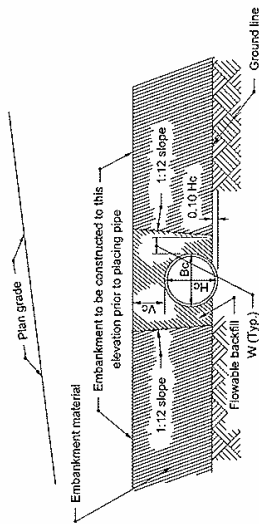 Plan grade
Embankment material
Embankment to be constructed to this
elevation prior to placing pipe
1:12 slope
1:12 slope
Vc
Bc
Hc
0.10 Hc
Flowable backfill
W (Typ.)
Ground line